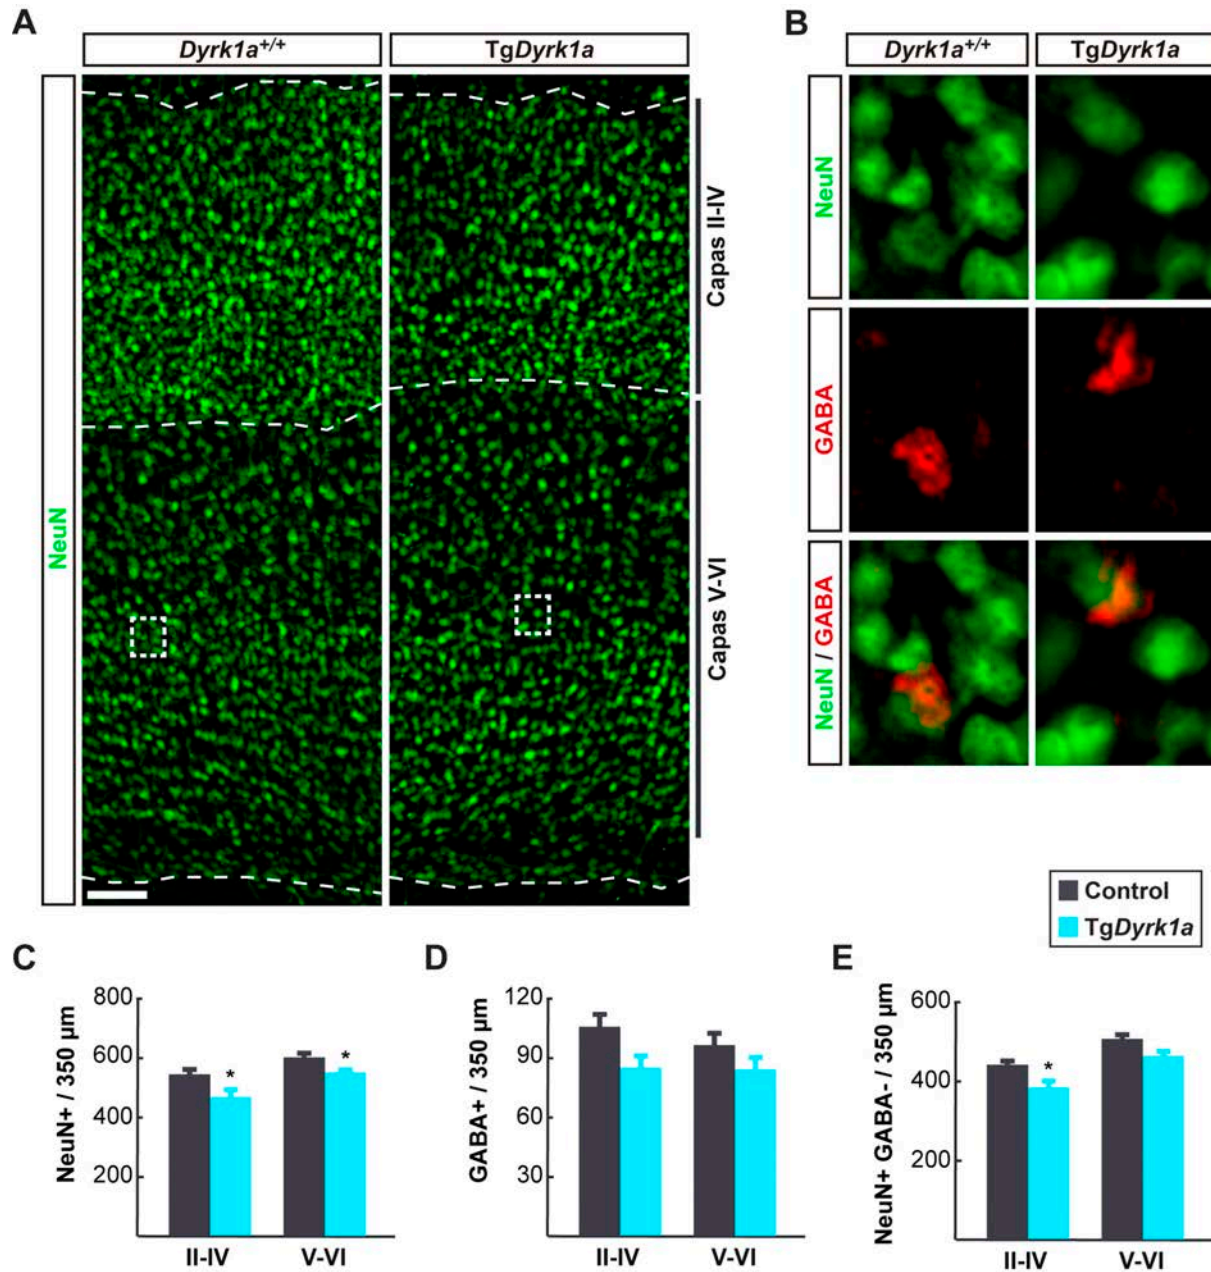 A
Dyrk1a+/+
TgDyrk1a
NeuN
Capas II-IV
Capas V-VI
B
Dyrk1a+/+
TgDyrk1a
NeuN
GABA
NeuN / GABA
Control
TgDyrk1a
C
NeuN+ / 350 µm
800
600
400
200
*
*
II-IV
V-VI
D
GABA+ / 350 µm
120
90
60
30
II-IV
V-VI
E
NeuN+ GABA- / 350 µm
600
400
200
*
II-IV
V-VI